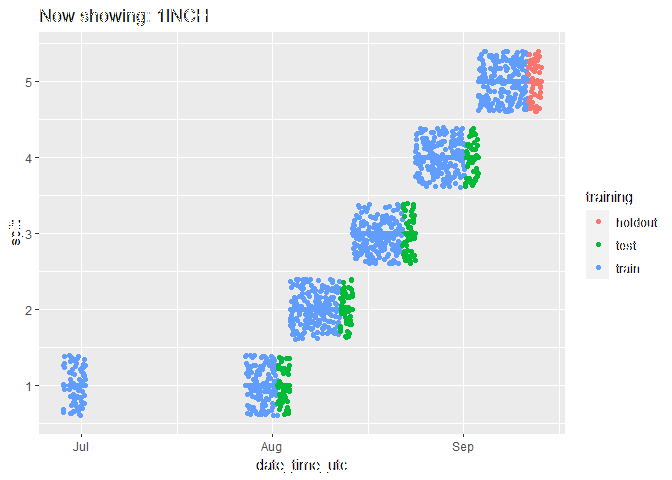 Now showing: 1INCH
5
4
split
3
2
1
Jul
Aug
Sep
date_time_utc
training
holdout
test
train